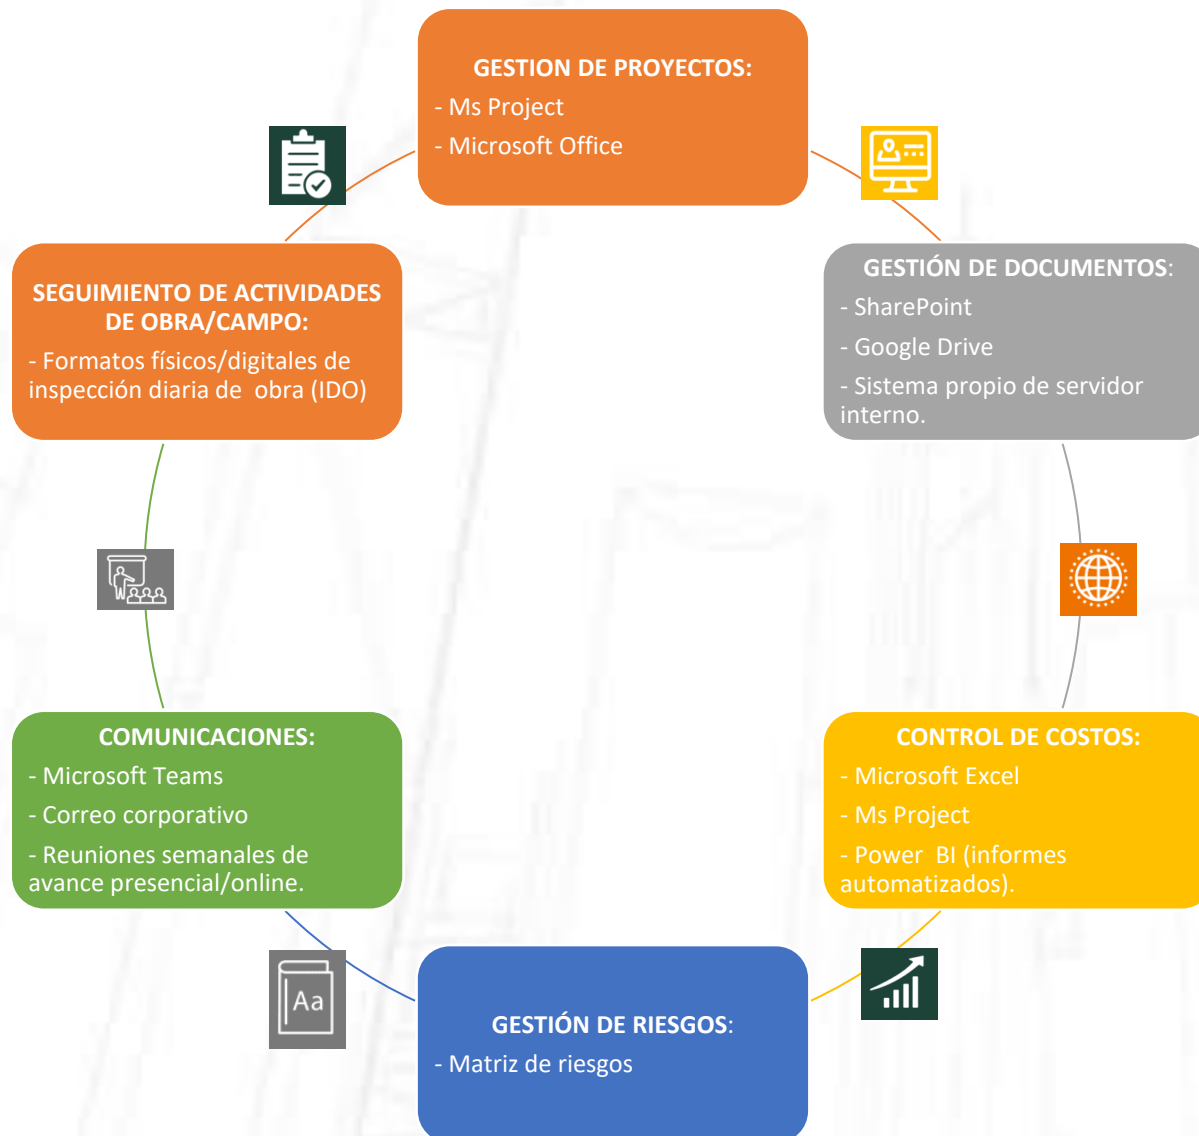 GESTION DE PROYECTOS:
- Ms Project
- Microsoft Office
SEGUIMIENTO DE ACTIVIDADES
DE OBRA/CAMPO:
- Formatos físicos/digitales de
inspección diaria de obra (IDO)
GESTIÓN DE DOCUMENTOS:
- SharePoint
- Google Drive
- Sistema propio de servidor
interno.
COMUNICACIONES:
- Microsoft Teams
- Correo corporativo
- Reuniones semanales de
avance presencial/online.
CONTROL DE COSTOS:
- Microsoft Excel
- Ms Project
- Power BI (informes
automatizados).
Aa
GESTIÓN DE RIESGOS:
- Matriz de riesgos